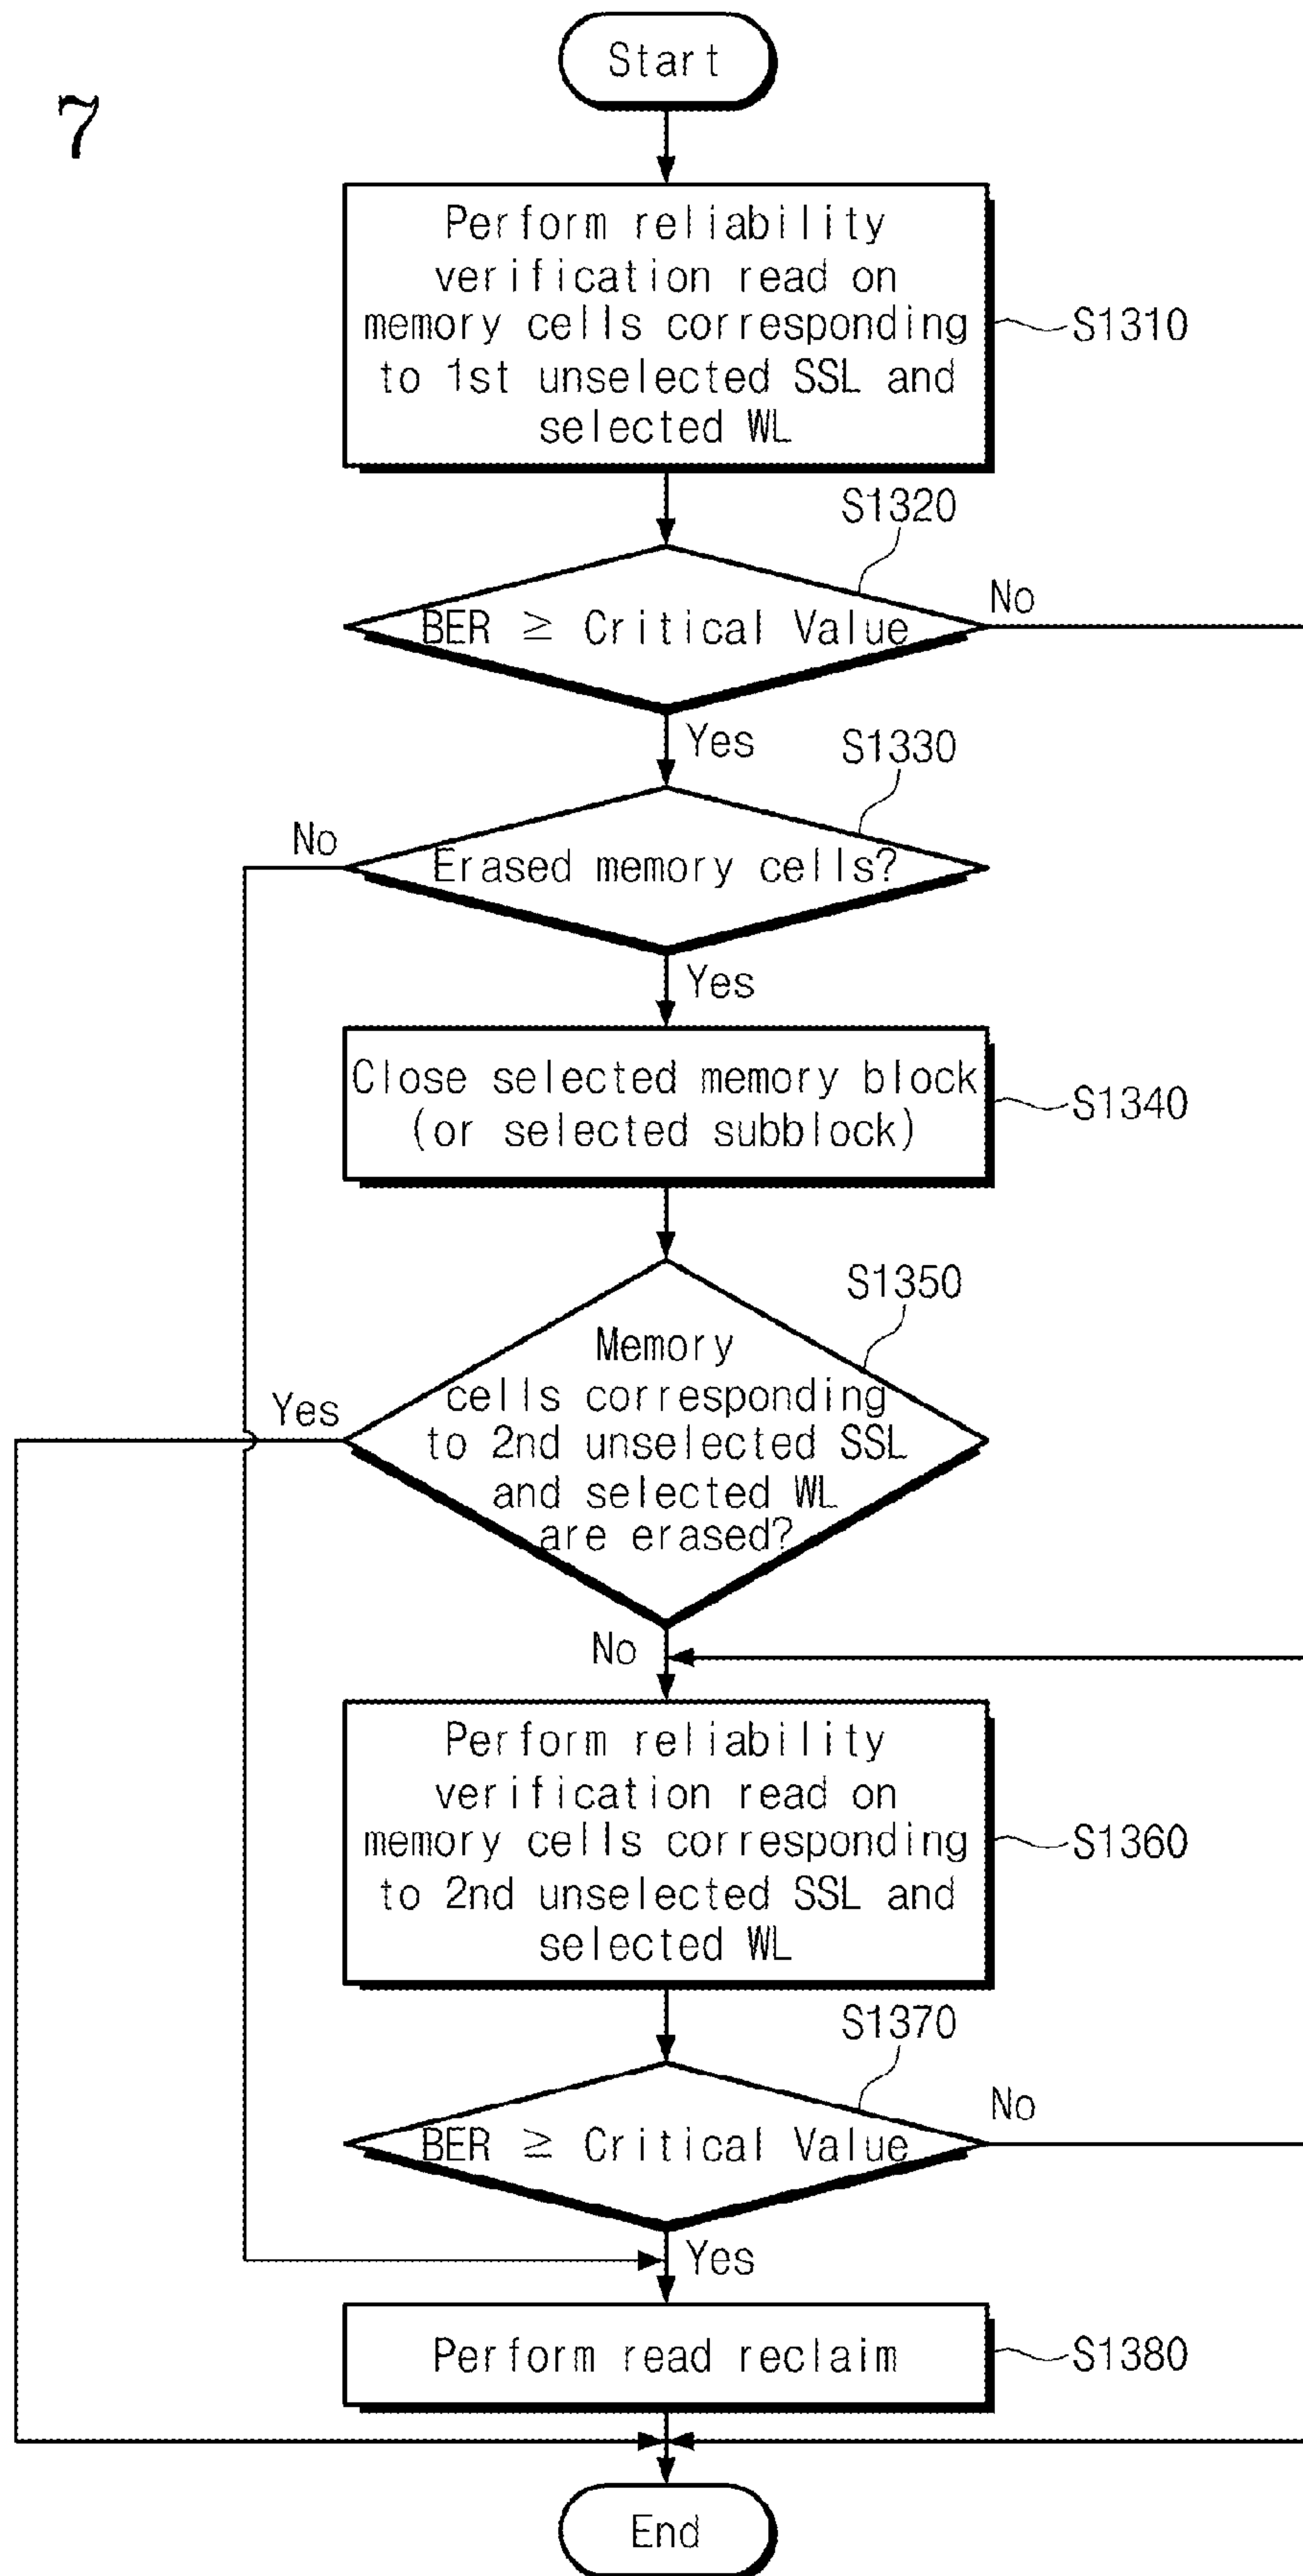 7
Start
Perform reliability
verification read on
memory cells corresponding
to 1st unselected SSL and
selected WL
S1310
S1320
BER ≥ Critical Value
No
Yes
S1330
No
Erased memory cells?
Yes
Close selected memory block
(or selected subblock)
S1340
S1350
Memory
cells corresponding
to 2nd unselected SSL
and selected WL
are erased?
Yes
No
Perform reliability
verification read on
memory cells corresponding
to 2nd unselected SSL and
selected WL
S1360
S1370
BER ≥ Critical Value
No
Yes
Perform read reclaim
S1380
End